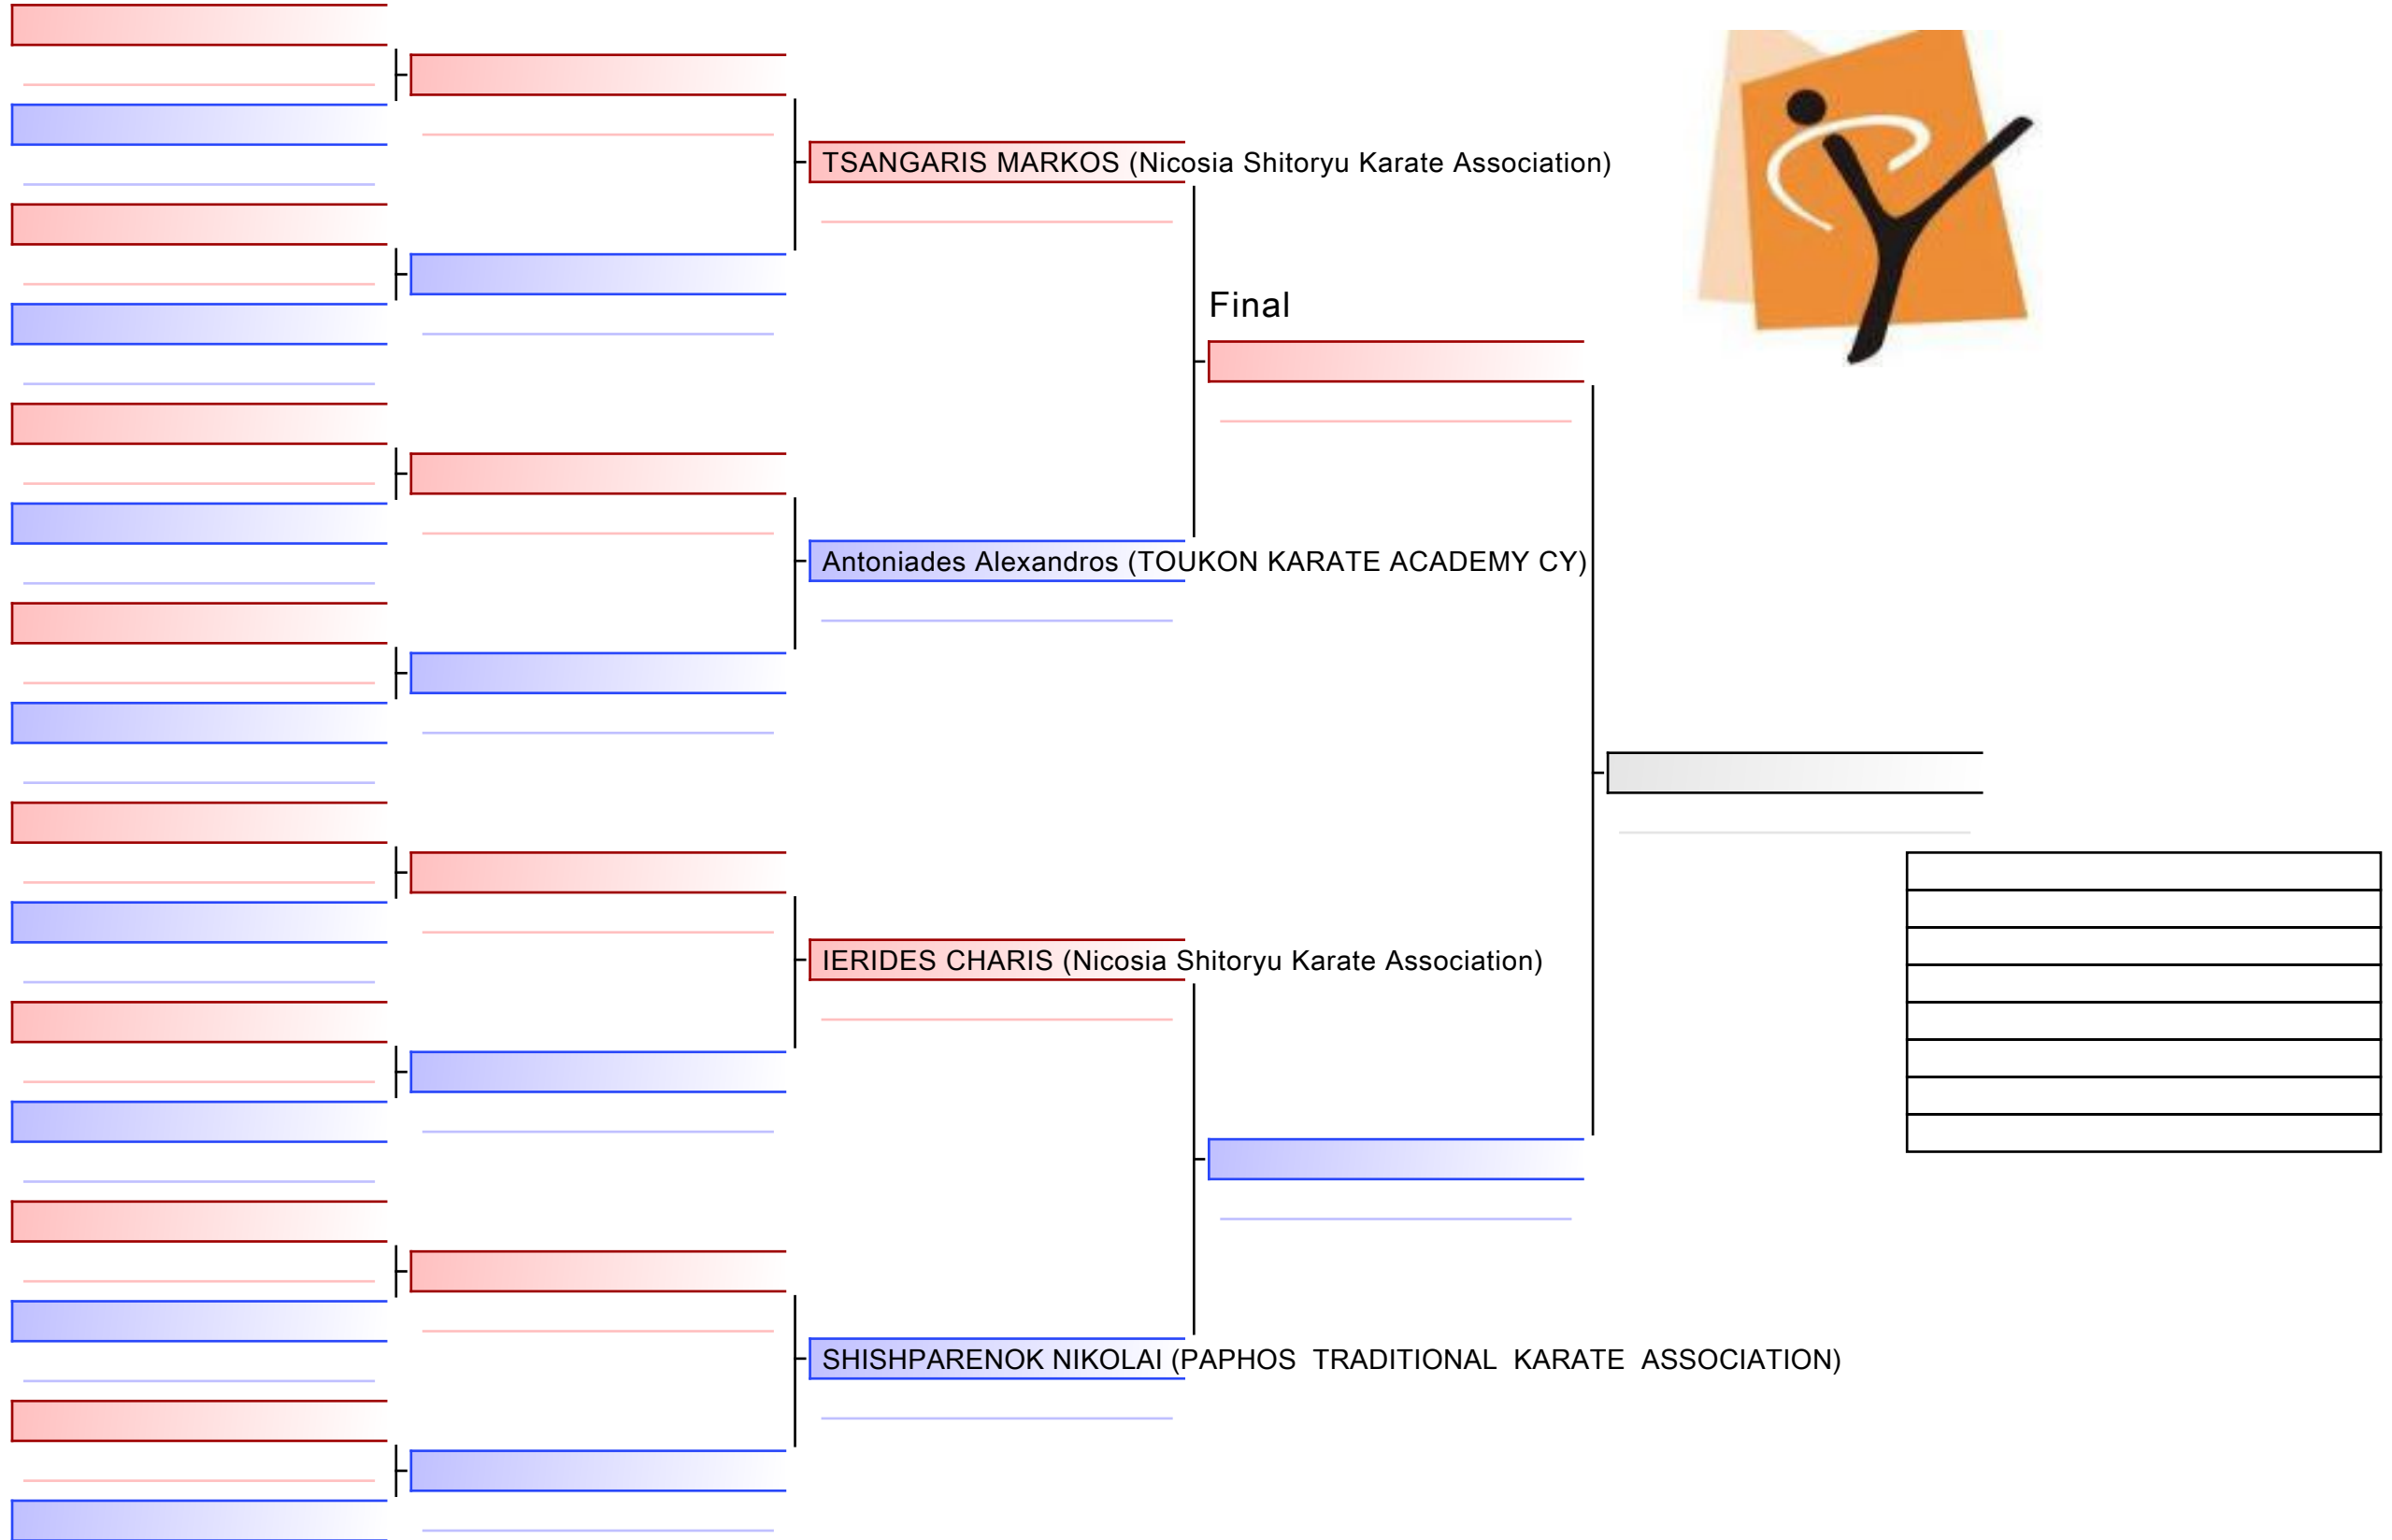 TSANGARIS MARKOS (Nicosia Shitoryu Karate Association)
Final
Antoniades Alexandros (TOUKON KARATE ACADEMY CY)
IERIDES CHARIS (Nicosia Shitoryu Karate Association)
SHISHPARENOK NIKOLAI (PAPHOS TRADITIONAL KARATE ASSOCIATION)